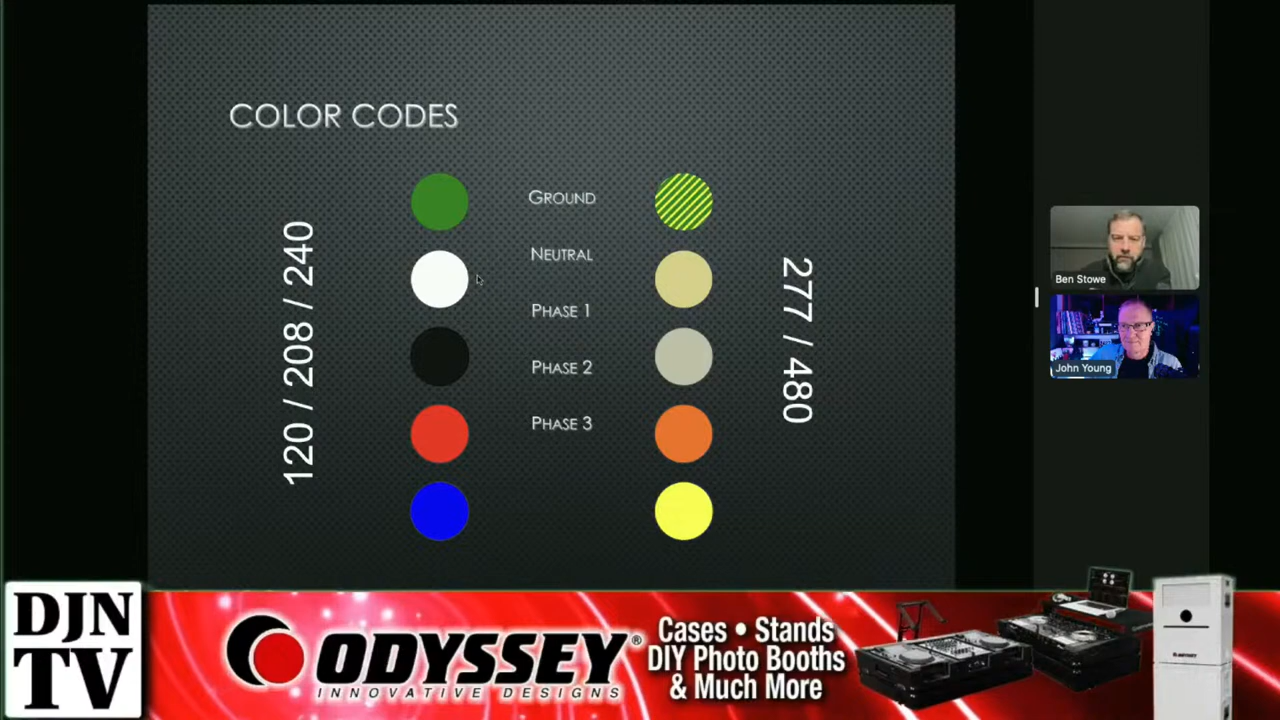 COLOR CODES
120 / 208 / 240
GROUND
NEUTRAL
PHASE 1
PHASE 2
PHASE 3
277 / 480
Ben Stowe
John Young
DJN
TV
ODYSSEY®
INNOVATIVE DESIGNS
Cases • Stands
DIY Photo Booths
& Much More